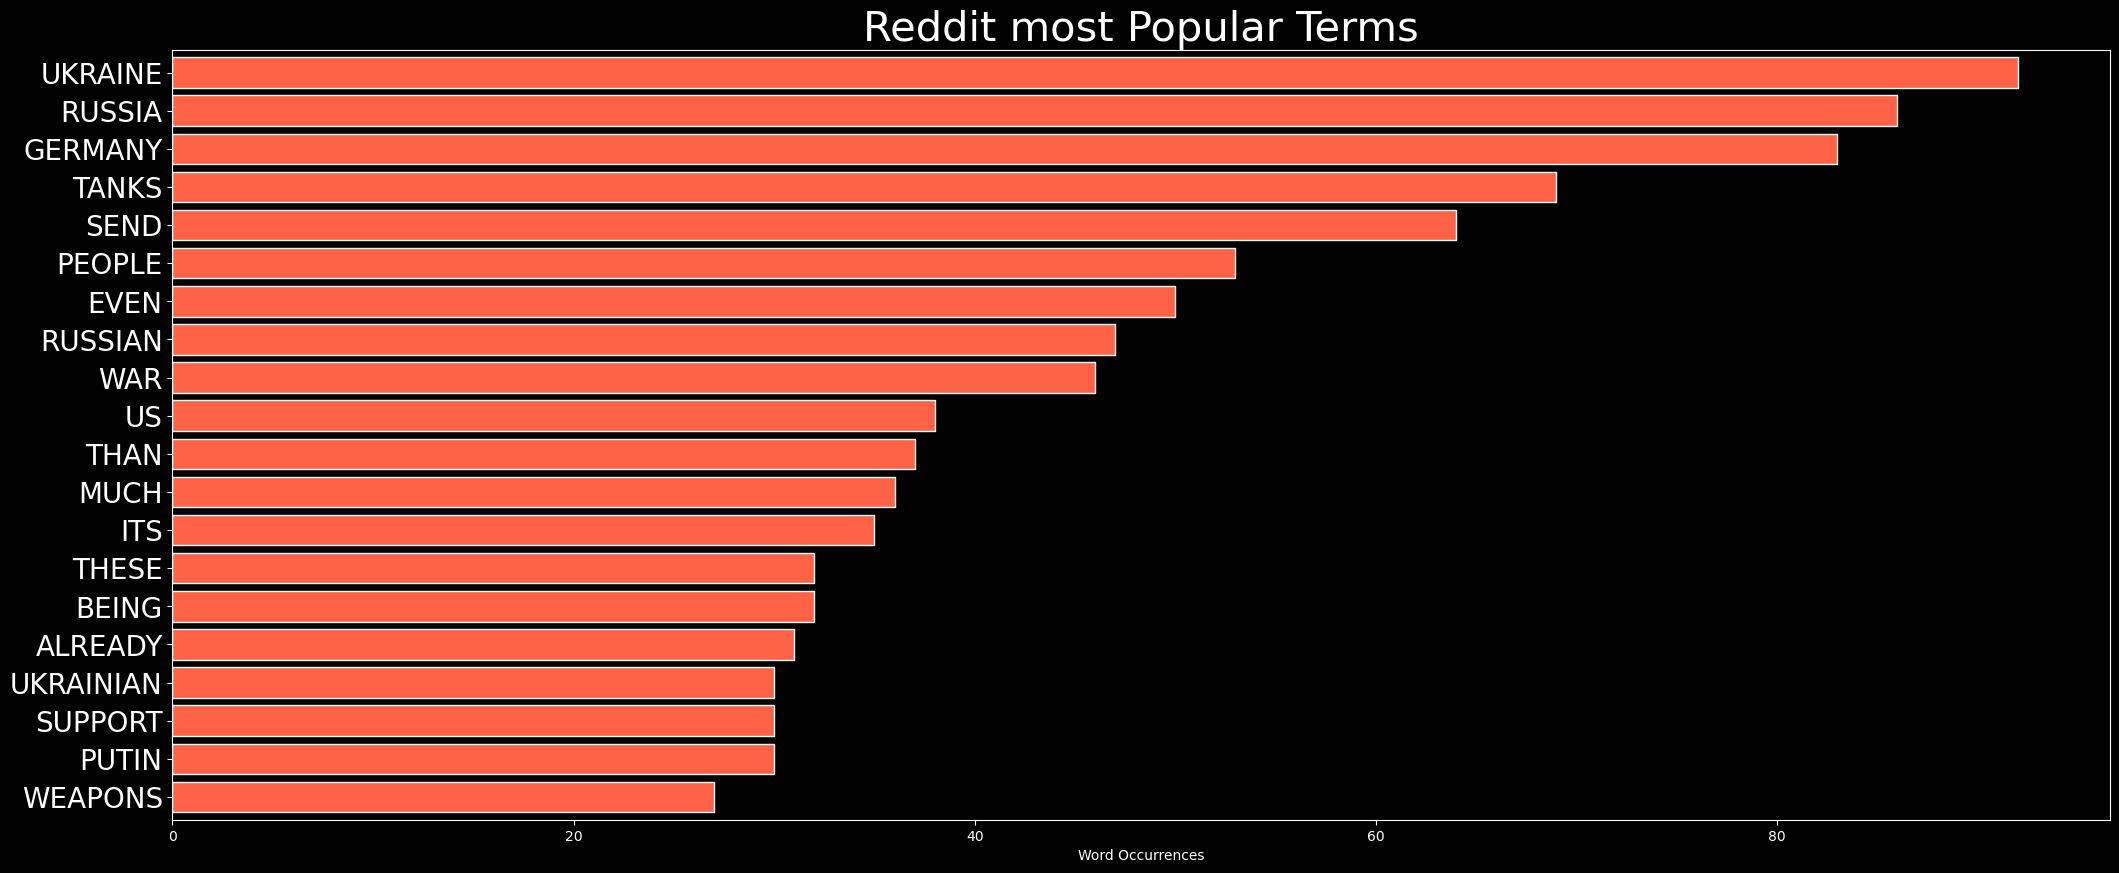 Reddit most Popular Terms
UKRAINE
RUSSIA
GERMANY
TANKS
SEND
PEOPLE
EVEN
RUSSIAN
WAR
US
THAN
MUCH
ITS
THESE
BEING
ALREADY
UKRAINIAN
SUPPORT
PUTIN
WEAPONS
0 20 40 60 80
Word Occurrences